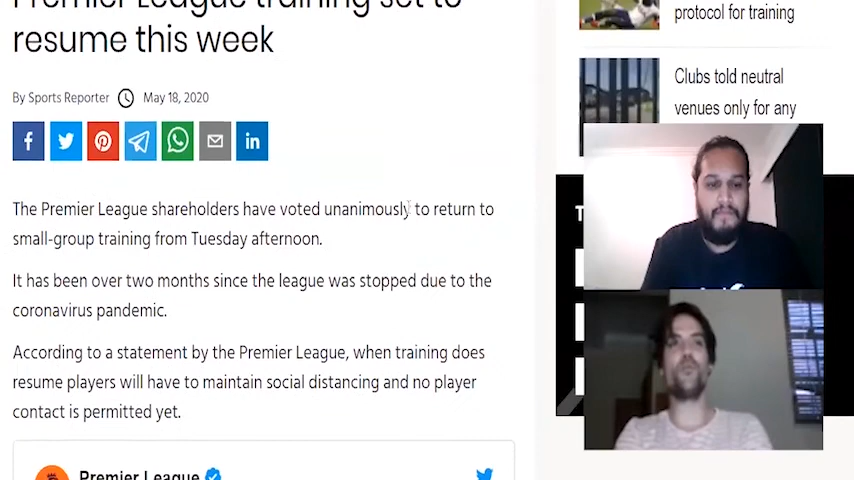 Premier League training set to
resume this week
By Sports Reporter May 18, 2020
The Premier League shareholders have voted unanimously to return to
small-group training from Tuesday afternoon.
It has been over two months since the league was stopped due to the
coronavirus pandemic.
According to a statement by the Premier League, when training does
resume players will have to maintain social distancing and no player
contact is permitted yet.
Premier League
protocol for training
Clubs told neutral
venues only for any